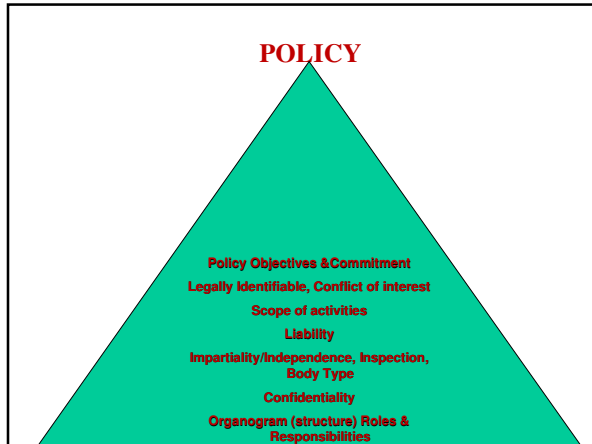 POLICY
Policy Objectives &Commitment
Legally Identifiable, Conflict of interest
Scope of activities
Liability
Impartiality/Independence, Inspection,
Body Type
Confidentiality
Organogram (structure) Roles &
Responsibilities